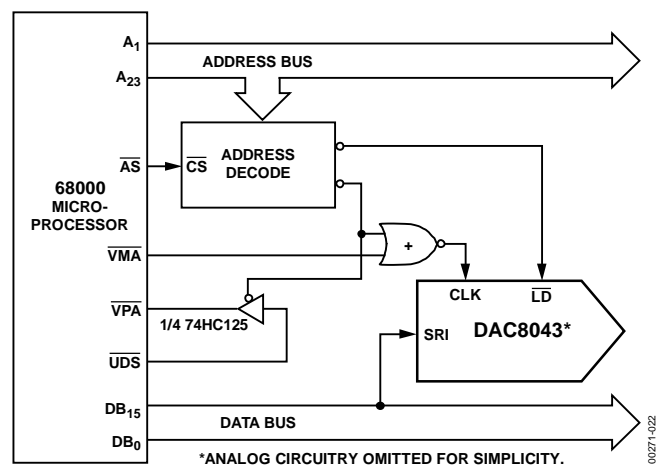 A1
ADDRESS BUS
A23
68000
MICRO-
PROCESSOR
AS
CS
ADDRESS
DECODE
VMA
+
VPA
1/4 74HC125
UDS
CLK
LD
SRI
DAC8043*
DB15
DATA BUS
DB0
*ANALOG CIRCUITRY OMITTED FOR SIMPLICITY.
00271-022